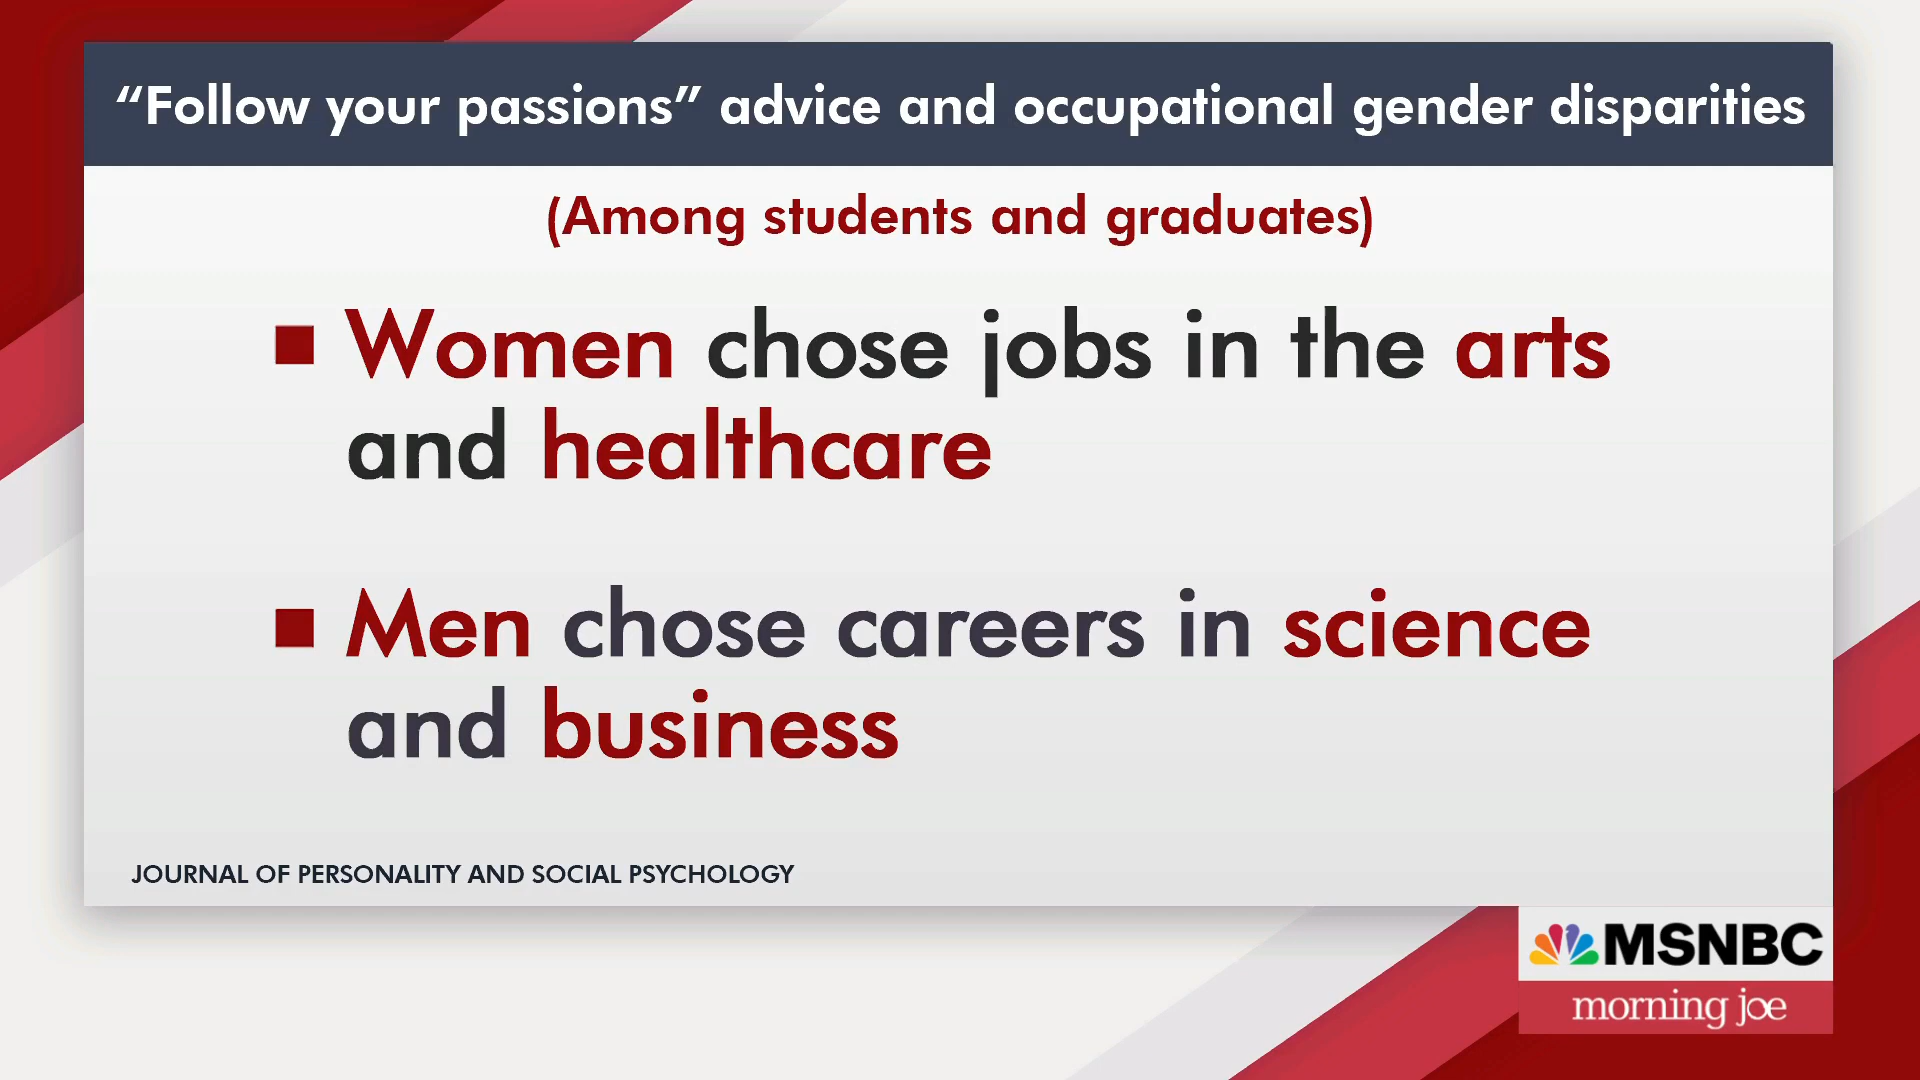 “Follow your passions” advice and occupational gender disparities
(Among students and graduates)
■ Women chose jobs in the arts
and healthcare
■ Men chose careers in science
and business
JOURNAL OF PERSONALITY AND SOCIAL PSYCHOLOGY
MSNBC
morning joe